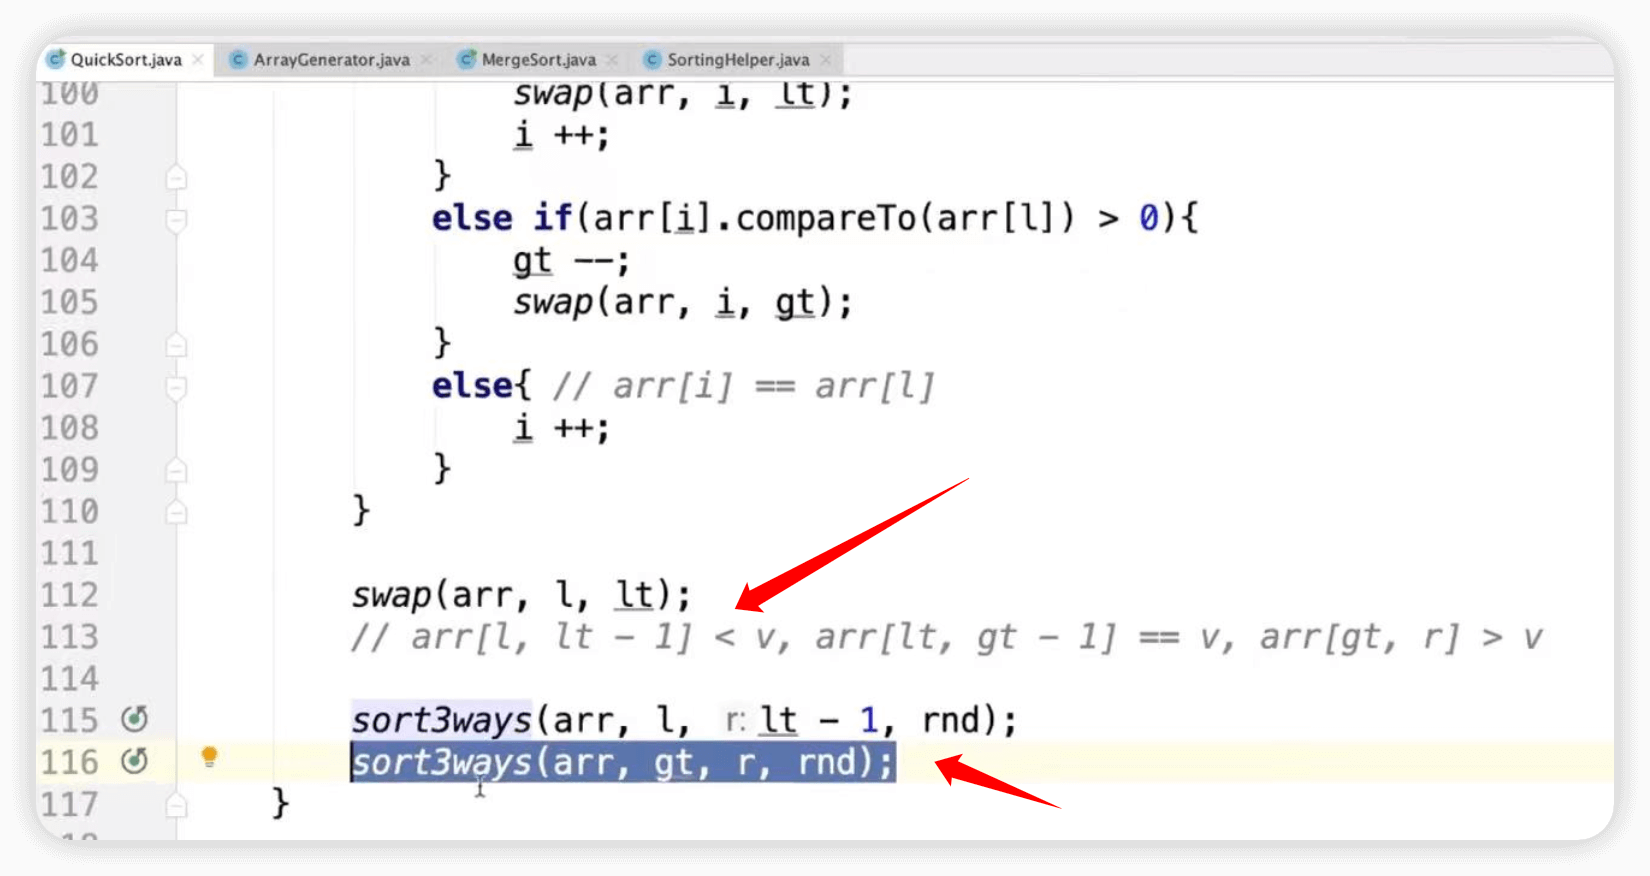 QuickSort.java ArrayGenerator.java MergeSort.java SortingHelper.java
100 swap(arr, i, lt);
101 i ++;
102 }
103 else if(arr[i].compareTo(arr[l]) > 0){
104 gt --;
105 swap(arr, i, gt);
106 }
107 else{ // arr[i] == arr[l]
108 i ++;
109 }
110 }
111
112 swap(arr, l, lt);
113 // arr[l, lt - 1] < v, arr[lt, gt - 1] == v, arr[gt, r] > v
114
115 sort3ways(arr, l, r: lt - 1, rnd);
116 sort3ways(arr, gt, r, rnd);
117 }